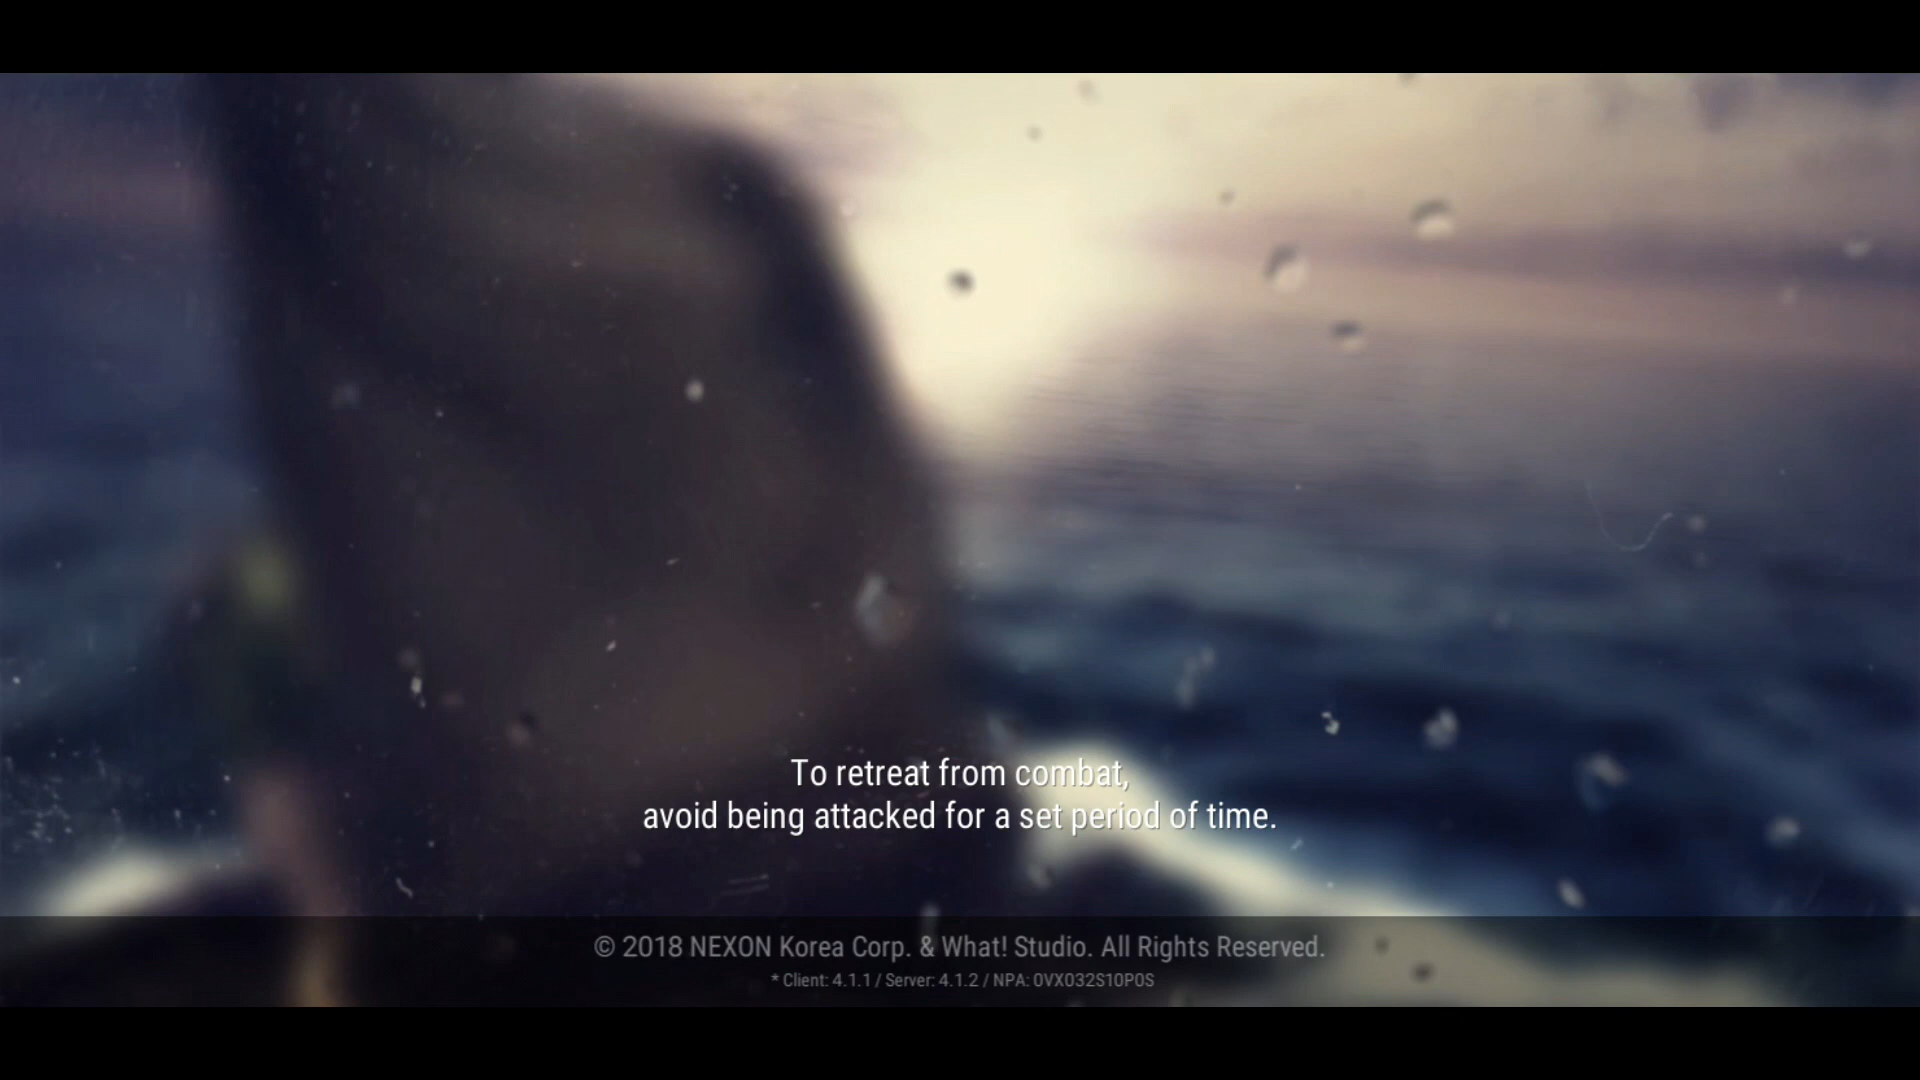 To retreat from combat,
avoid being attacked for a set period of time.
© 2018 NEXON Korea Corp. & What! Studio. All Rights Reserved.
* Client: 4.1.1 / Server: 4.1.2 / NPA: 0VX032S10P0S